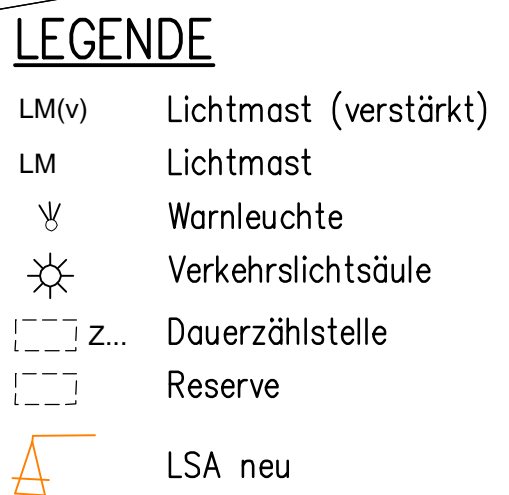 LEGENDE
LM(v) Lichtmast (verstärkt)
LM Lichtmast
Warnleuchte
Verkehrslichtsäule
Z... Dauerzählstelle
Reserve
LSA neu